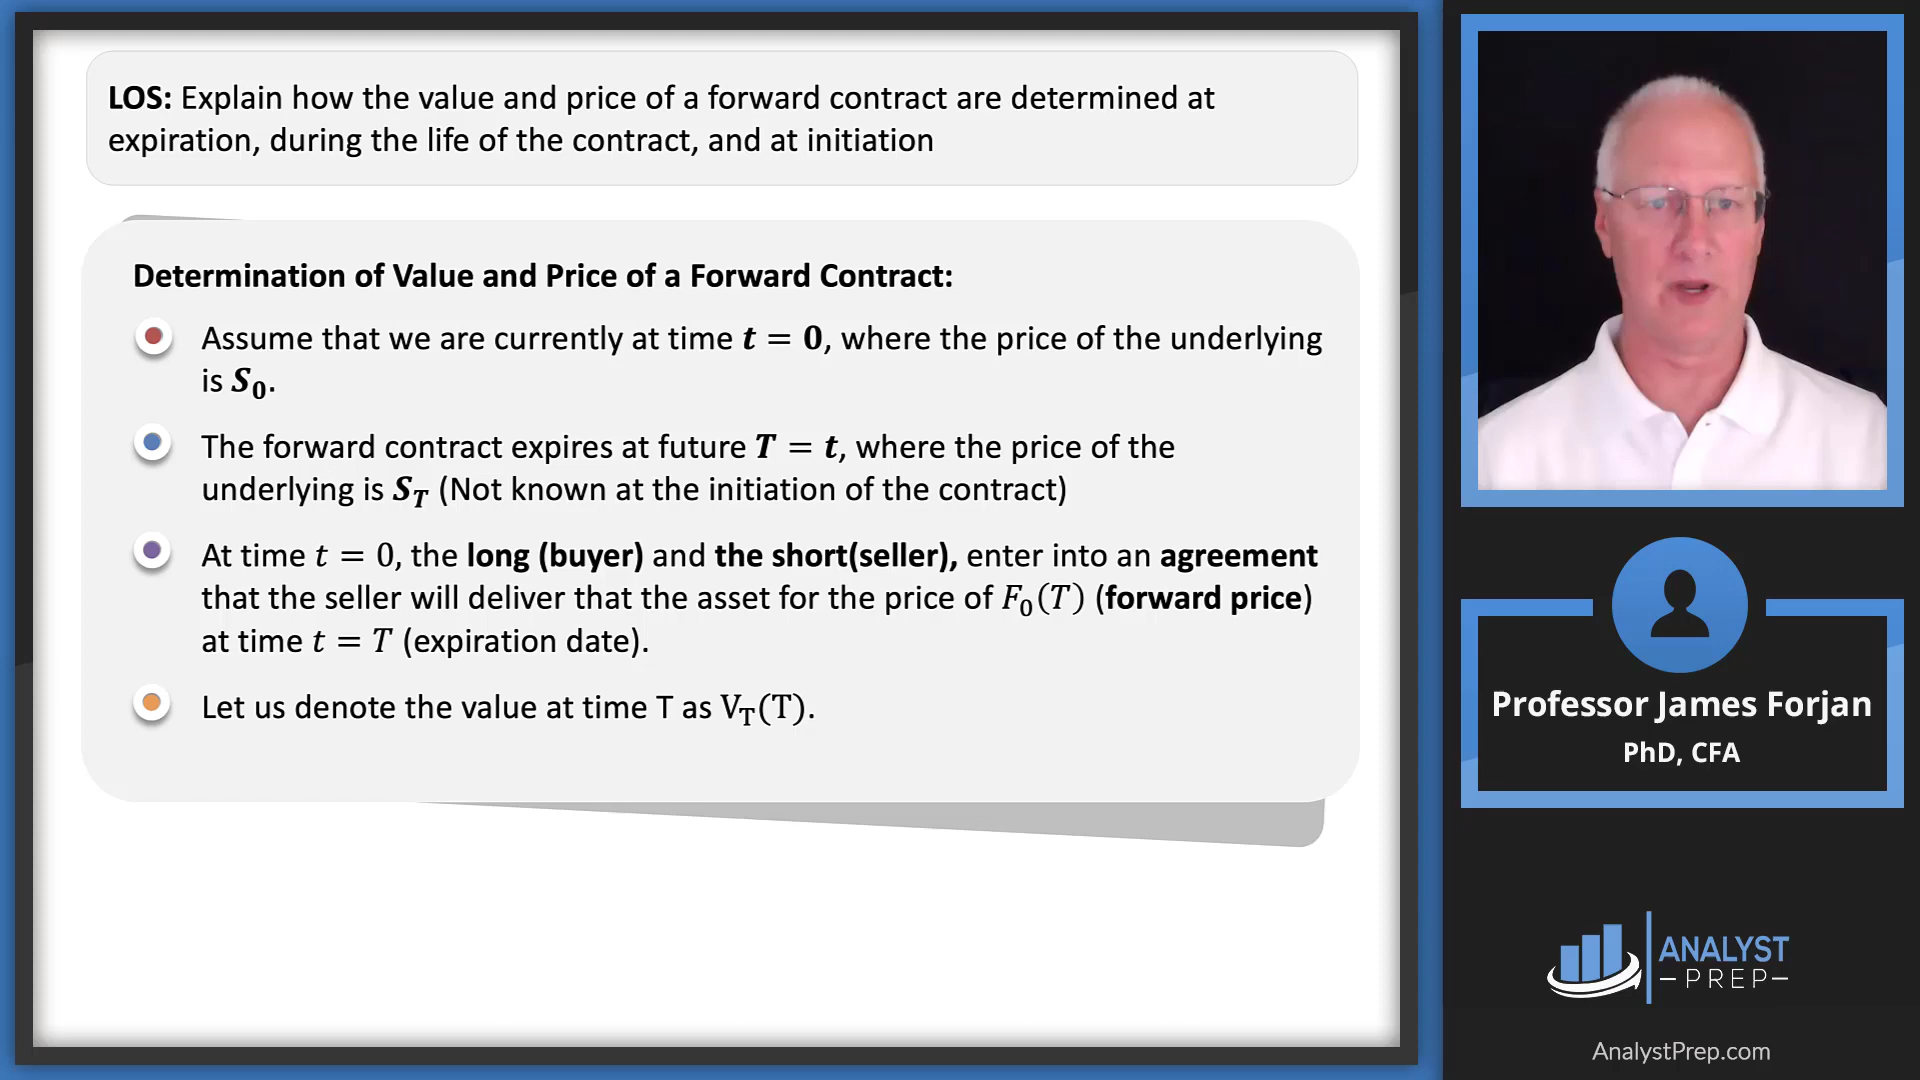 LOS: Explain how the value and price of a forward contract are determined at
expiration, during the life of the contract, and at initiation
Determination of Value and Price of a Forward Contract:
Assume that we are currently at time t = 0, where the price of the underlying
is S₀.
The forward contract expires at future T = t, where the price of the
underlying is S_T (Not known at the initiation of the contract)
At time t = 0, the long (buyer) and the short(seller), enter into an agreement
that the seller will deliver that the asset for the price of F₀(T) (forward price)
at time t = T (expiration date).
Let us denote the value at time T as V_T(T).
Professor James Forjan
PhD, CFA
ANALYST
PREP
AnalystPrep.com